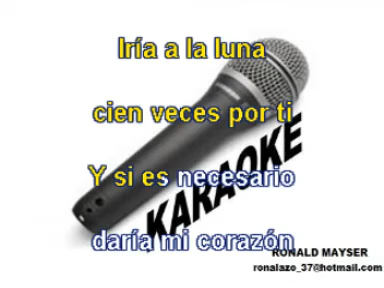 Iría a la luna
cien veces por ti
Y si es necesario
daría mi corazón
KARAOKE
RONALD MAYSER
ronalazo_37@hotmail.com